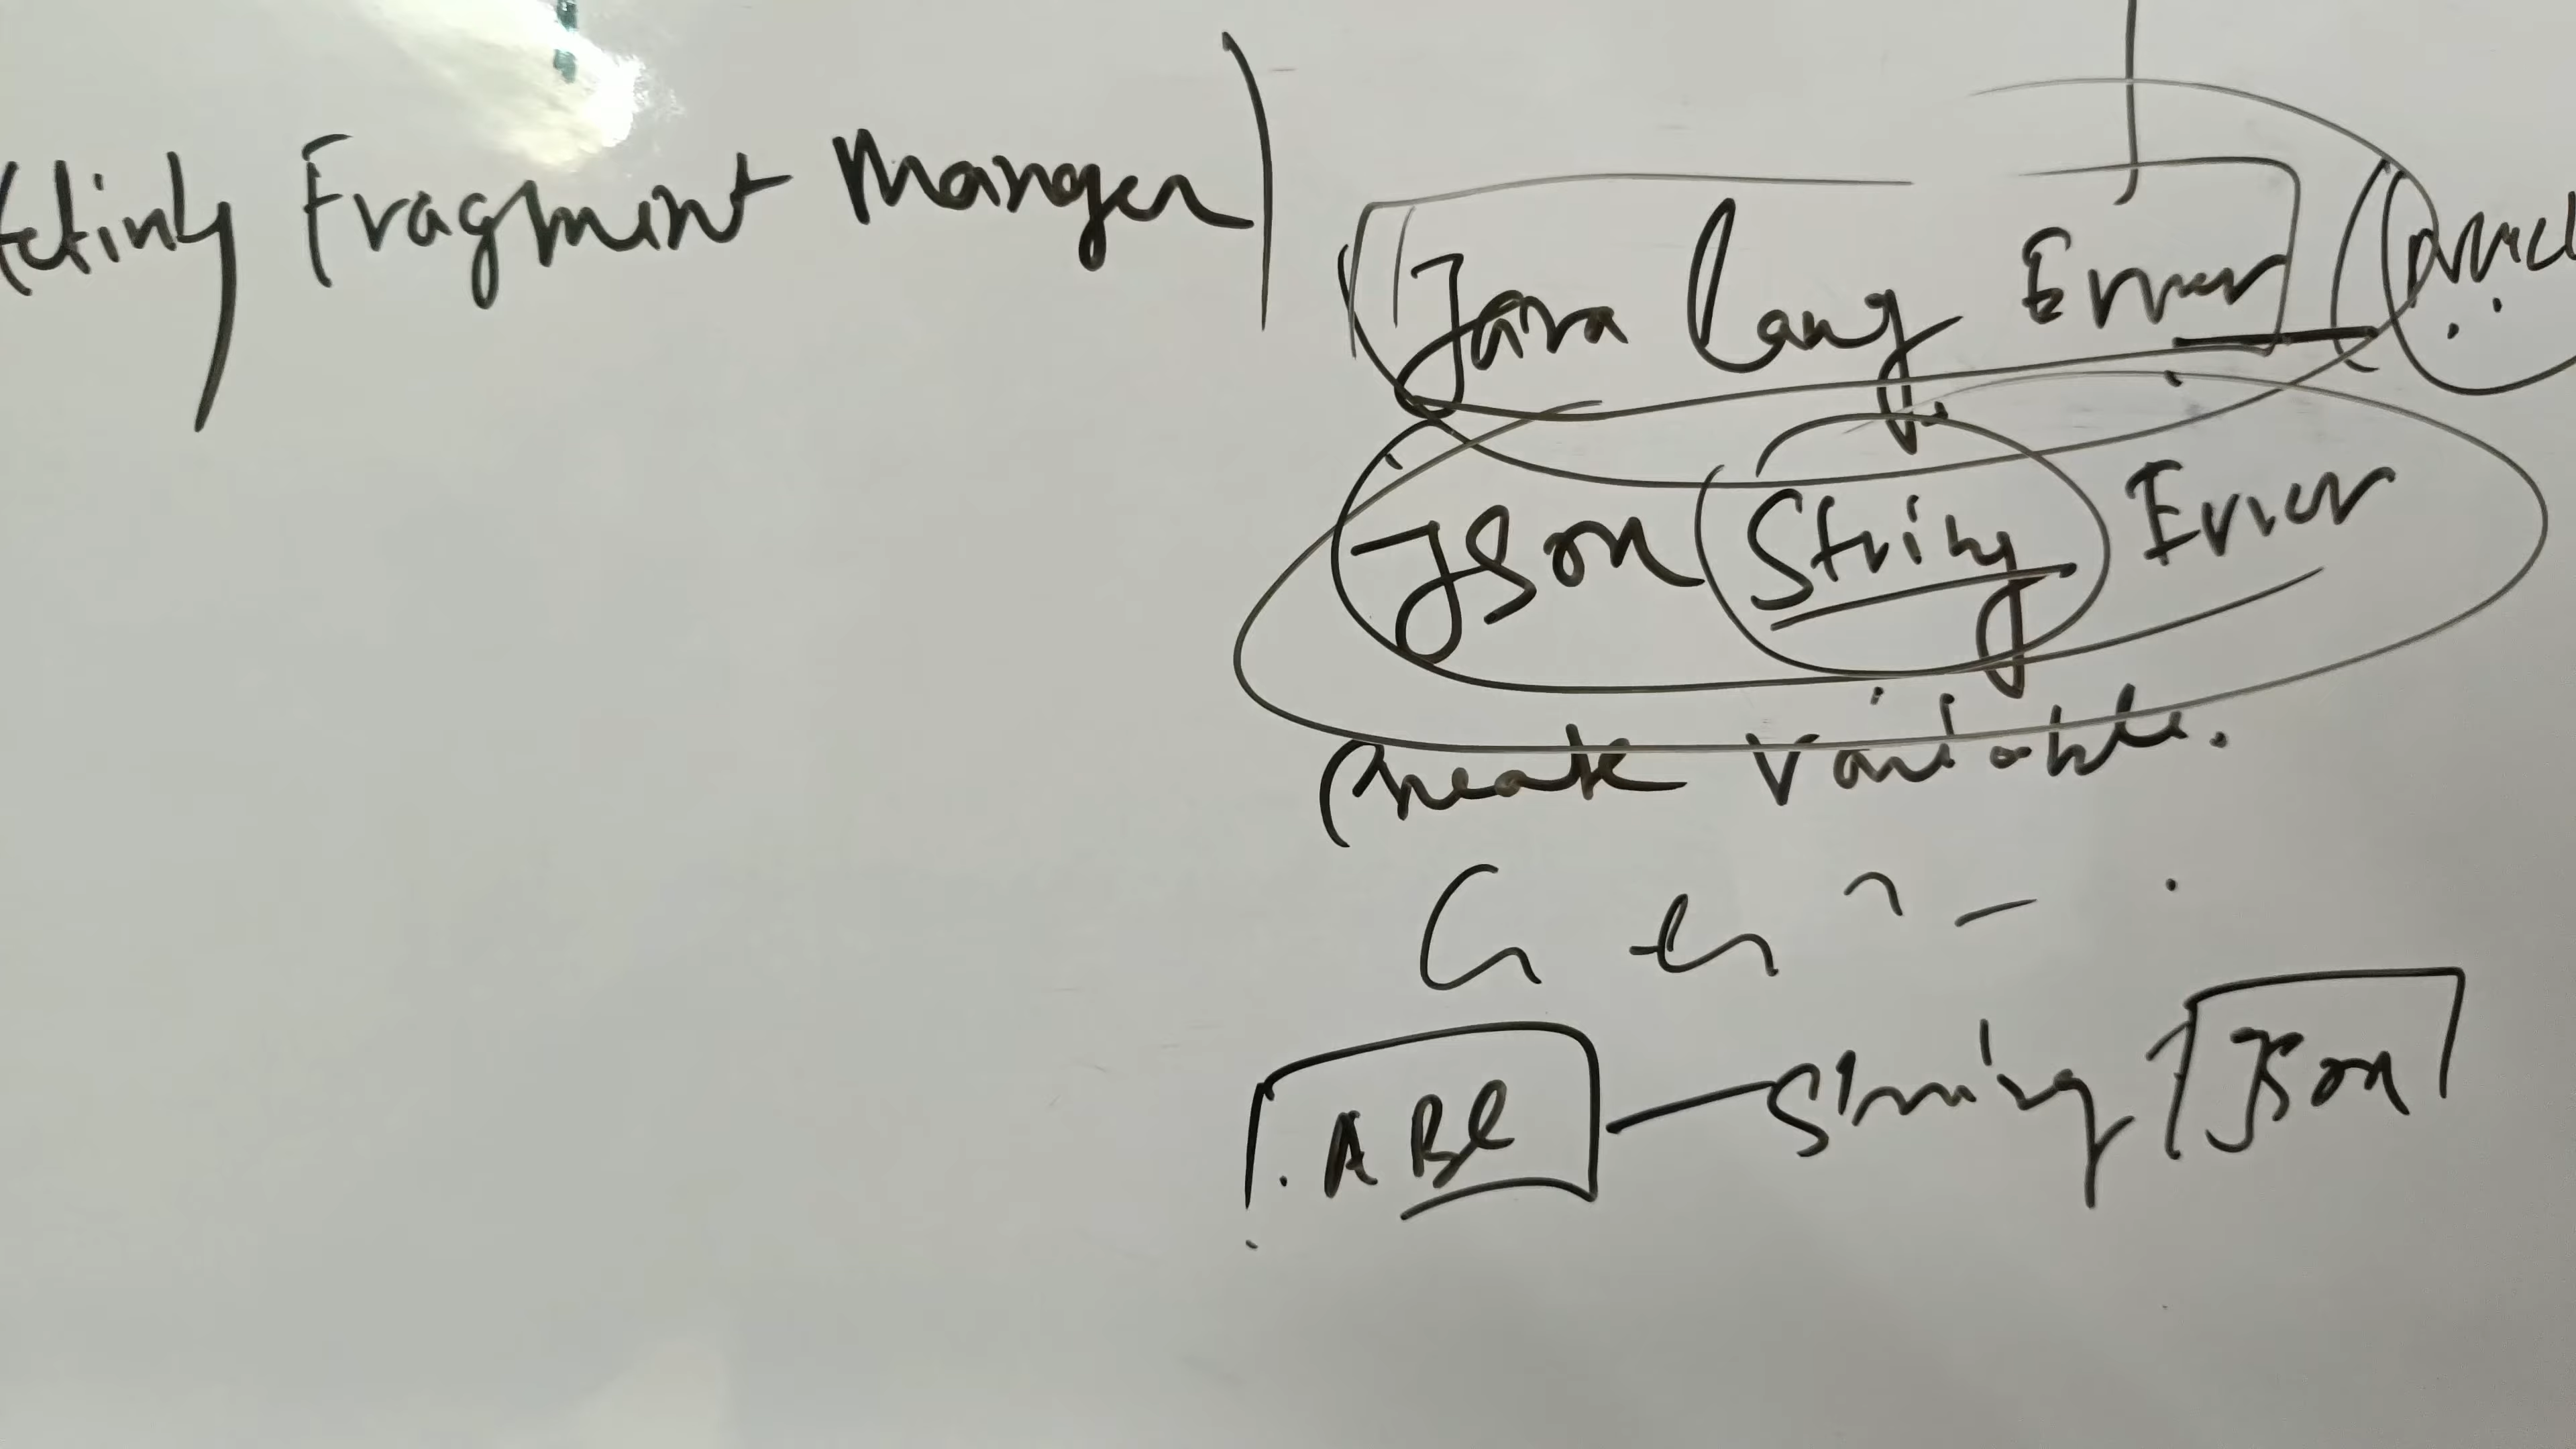 Fragment Manager
Java lang Error
JSon String Error
Create Variable.
ABC — String JSon